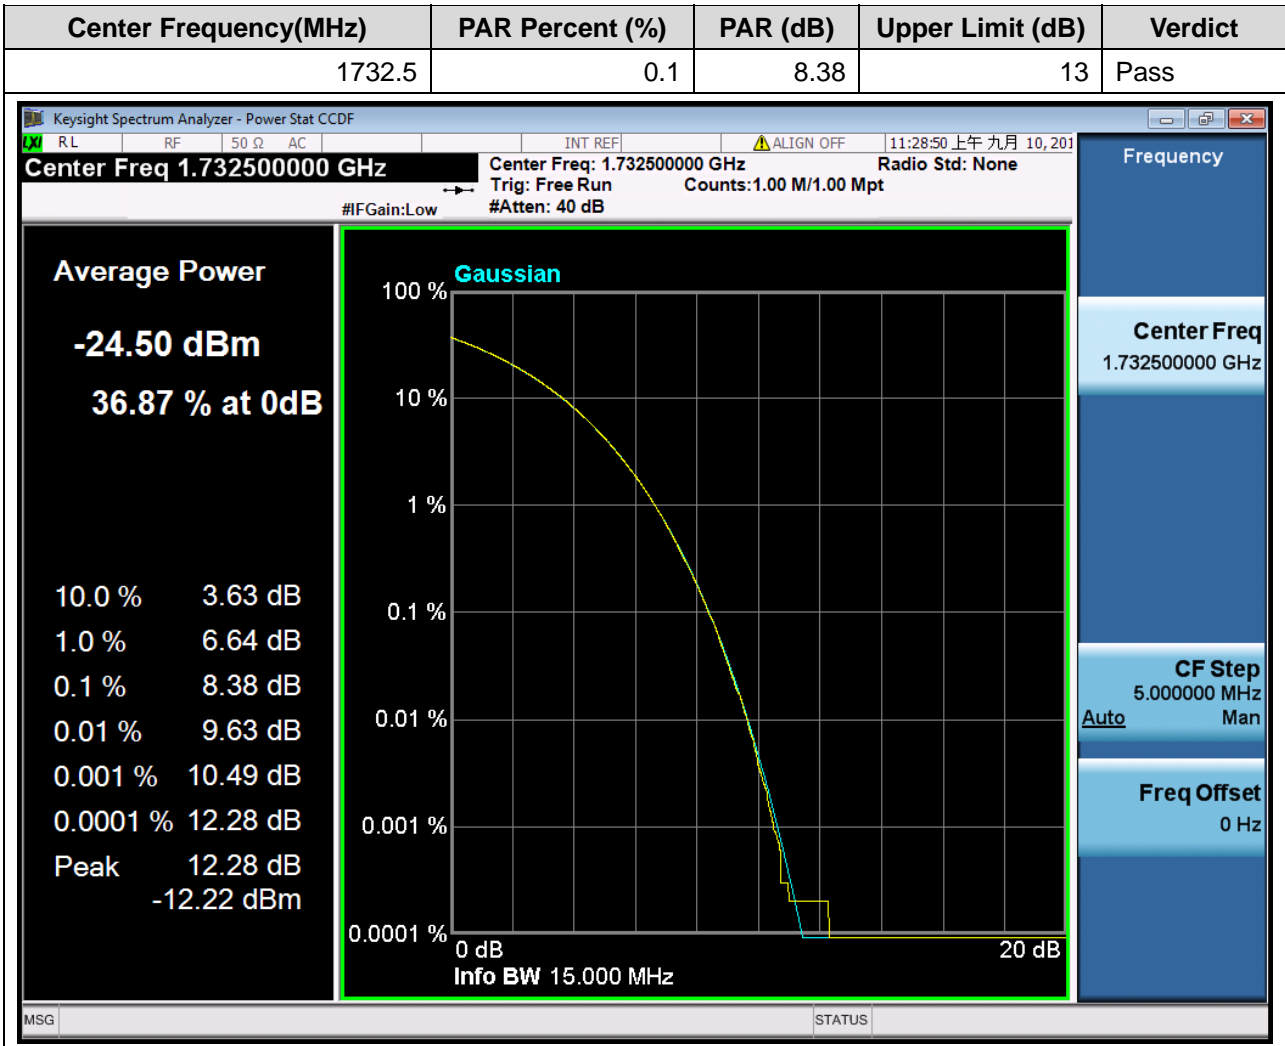 Center Frequency(MHz) PAR Percent (%) PAR (dB) Upper Limit (dB) Verdict
1732.5 0.1 8.38 13 Pass
Keysight Spectrum Analyzer - Power Stat CCDF
LXI RL RF 50 Ω AC INT REF ALIGN OFF 11:28:50 上午 九月 10, 201
Center Freq 1.732500000 GHz
Center Freq: 1.732500000 GHz Radio Std: None
Trig: Free Run Counts:1.00 M/1.00 Mpt
#IFGain:Low #Atten: 40 dB
Frequency
Average Power
-24.50 dBm
36.87 % at 0dB
10.0 % 3.63 dB
1.0 % 6.64 dB
0.1 % 8.38 dB
0.01 % 9.63 dB
0.001 % 10.49 dB
0.0001 % 12.28 dB
Peak 12.28 dB
-12.22 dBm
Gaussian
100 %
10 %
1 %
0.1 %
0.01 %
0.001 %
0.0001 %
0 dB 20 dB
Info BW 15.000 MHz
Center Freq
1.732500000 GHz
CF Step
5.000000 MHz
Auto Man
Freq Offset
0 Hz
MSG STATUS